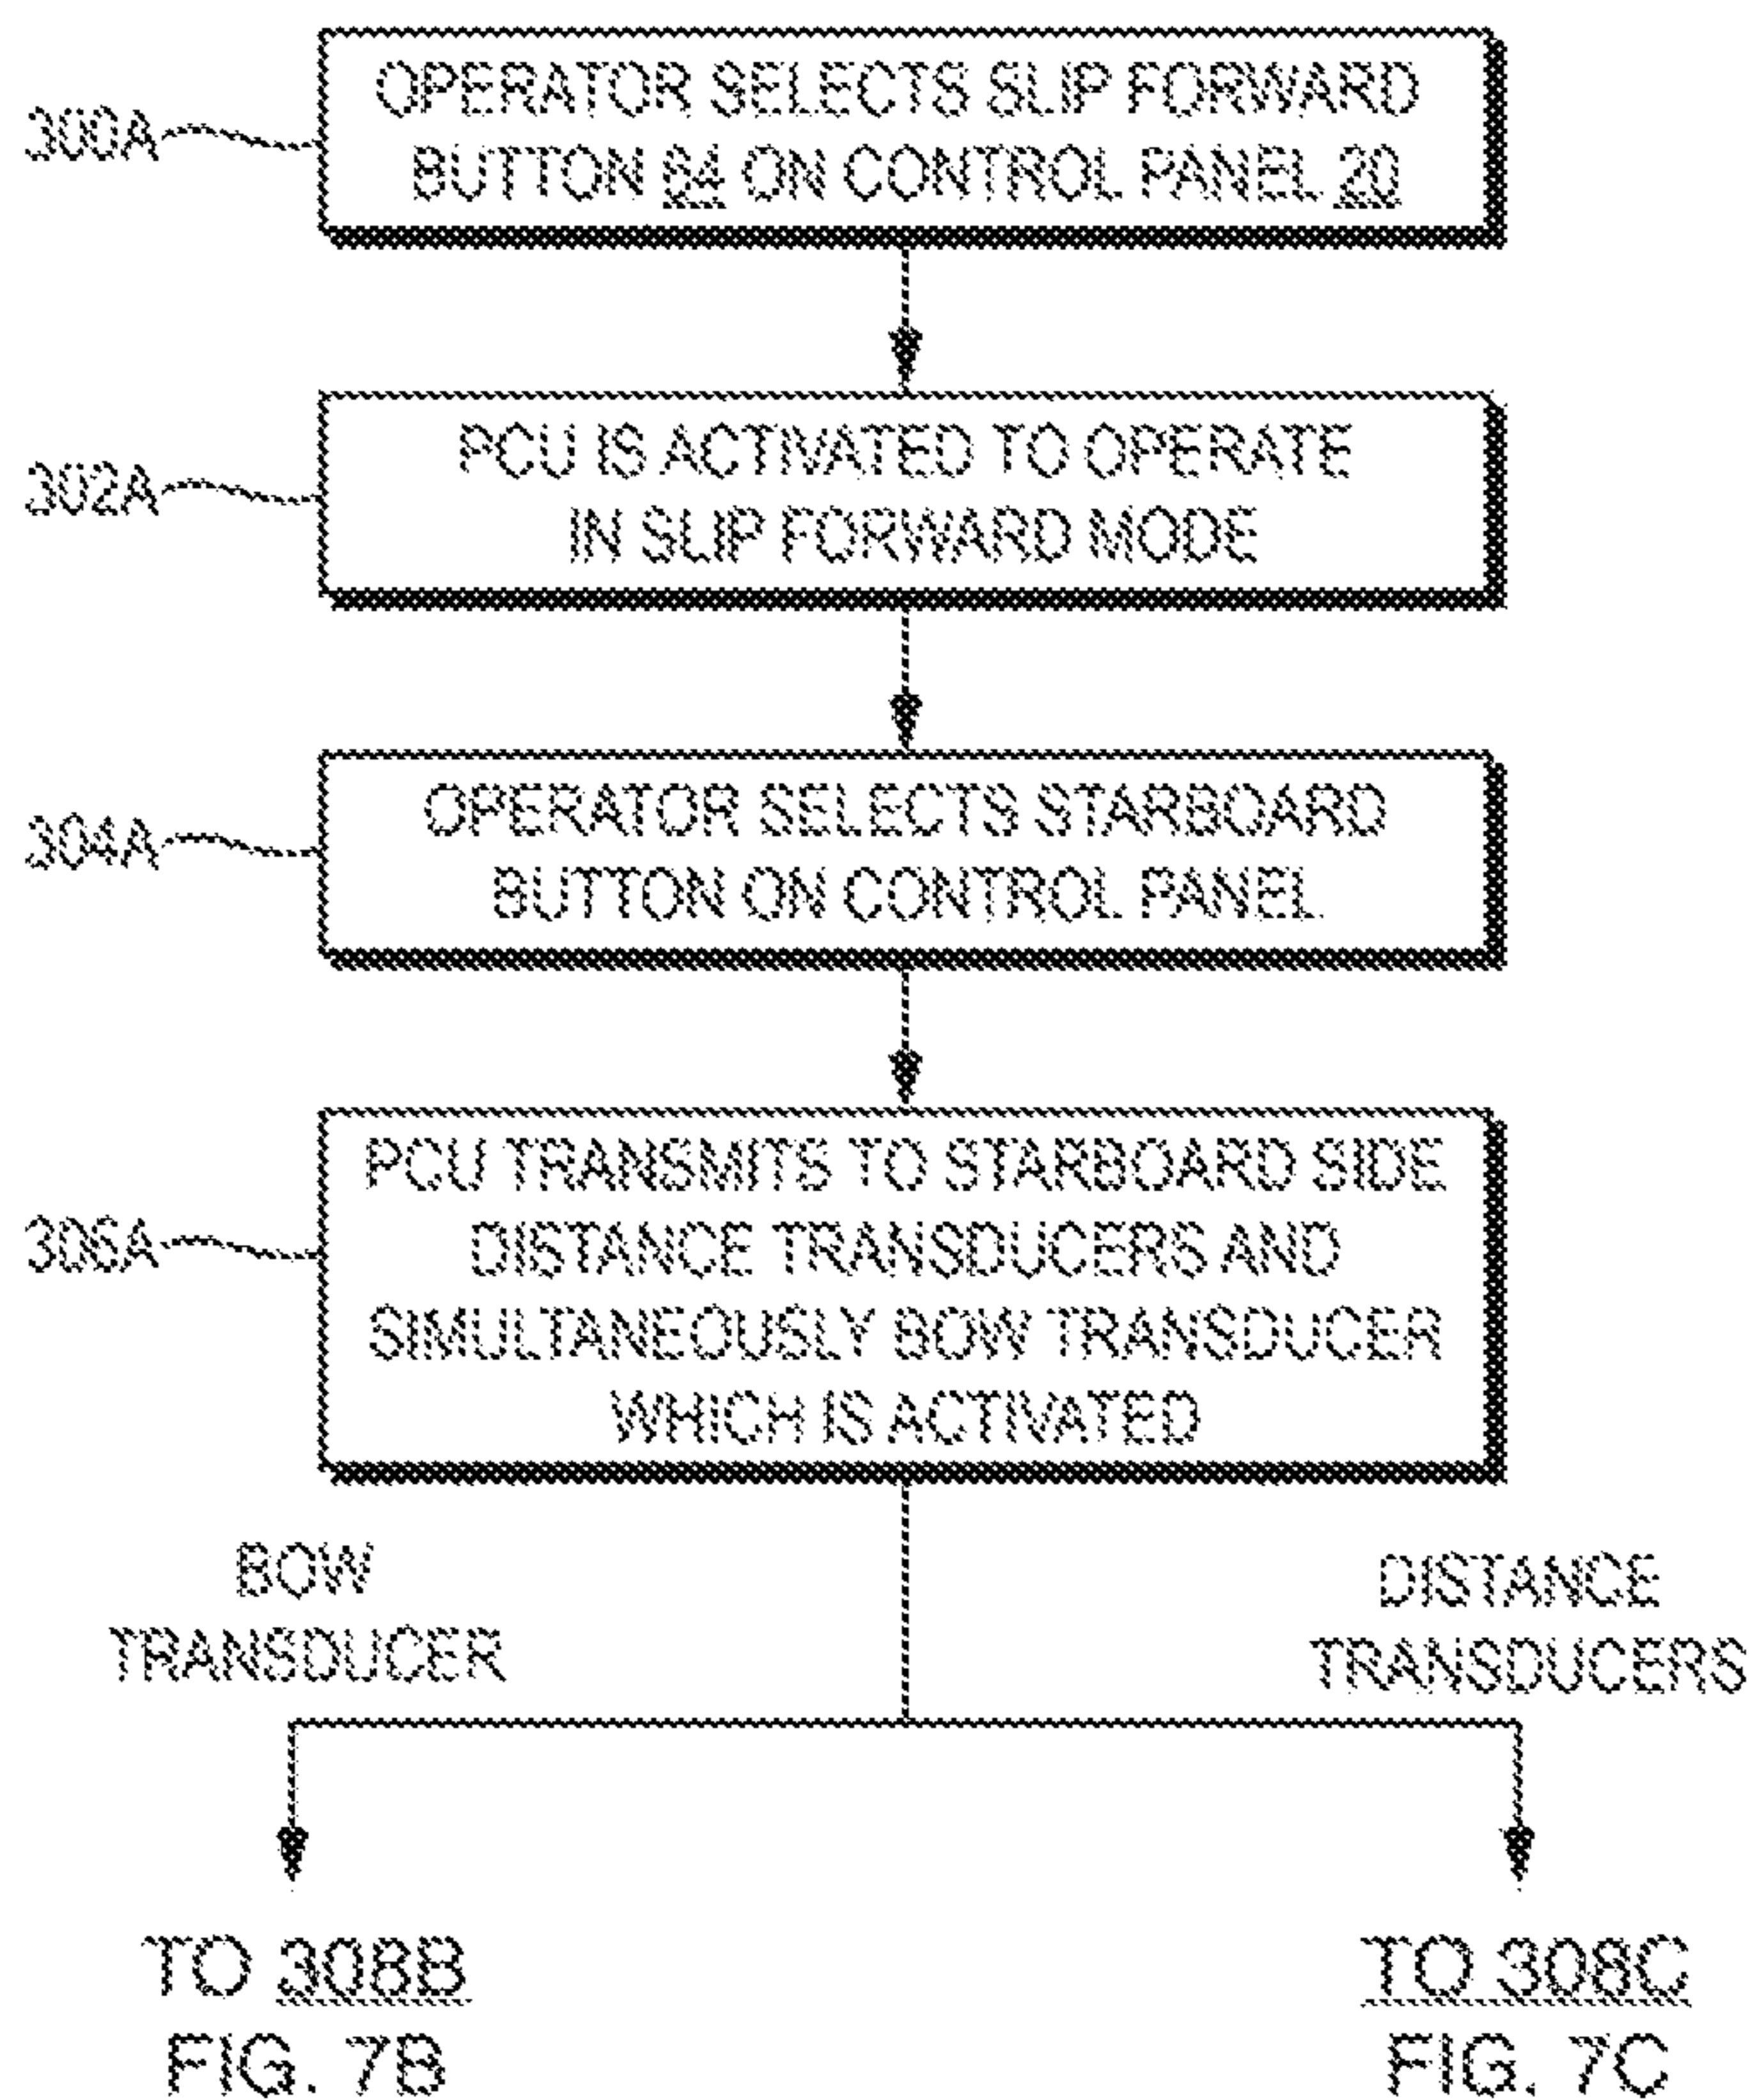 300A
OPERATOR SELECTS SLIP FORWARD
BUTTON 64 ON CONTROL PANEL 20
302A
PCU IS ACTIVATED TO OPERATE
IN SLIP FORWARD MODE
304A
OPERATOR SELECTS STARBOARD
BUTTON ON CONTROL PANEL
306A
PCU TRANSMITS TO STARBOARD SIDE
DISTANCE TRANSDUCERS AND
SIMULTANEOUSLY BOW TRANSDUCER
WHICH IS ACTIVATED
BOW
TRANSDUCER
DISTANCE
TRANSDUCERS
TO 308B
FIG. 7B
TO 308C
FIG. 7C